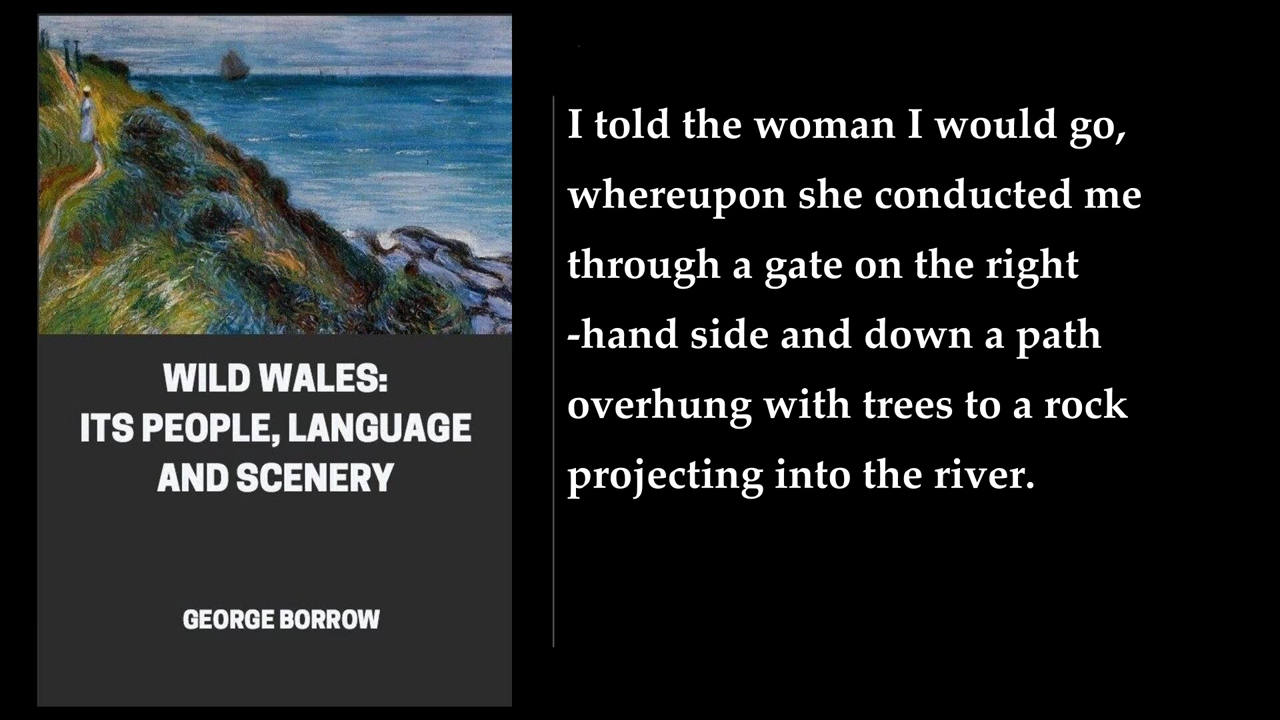 WILD WALES:
ITS PEOPLE, LANGUAGE
AND SCENERY
GEORGE BORROW
I told the woman I would go,
whereupon she conducted me
through a gate on the right
-hand side and down a path
overhung with trees to a rock
projecting into the river.